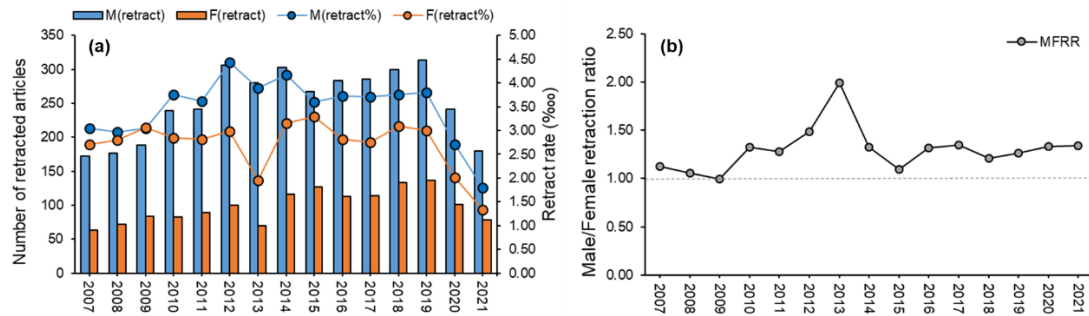 M(retract) F(retract) M(retract%) F(retract%)
(a)
Number of retracted articles
350
300
250
200
150
100
50
0
5.00
4.50
4.00
3.50
3.00
2.50
2.00
1.50
1.00
0.50
0.00
Retract rate (‱)
2007 2008 2009 2010 2011 2012 2013 2014 2015 2016 2017 2018 2019 2020 2021
(b)
MFRR
Male/Female retraction ratio
2.50
2.00
1.50
1.00
0.50
0.00
2007 2008 2009 2010 2011 2012 2013 2014 2015 2016 2017 2018 2019 2020 2021